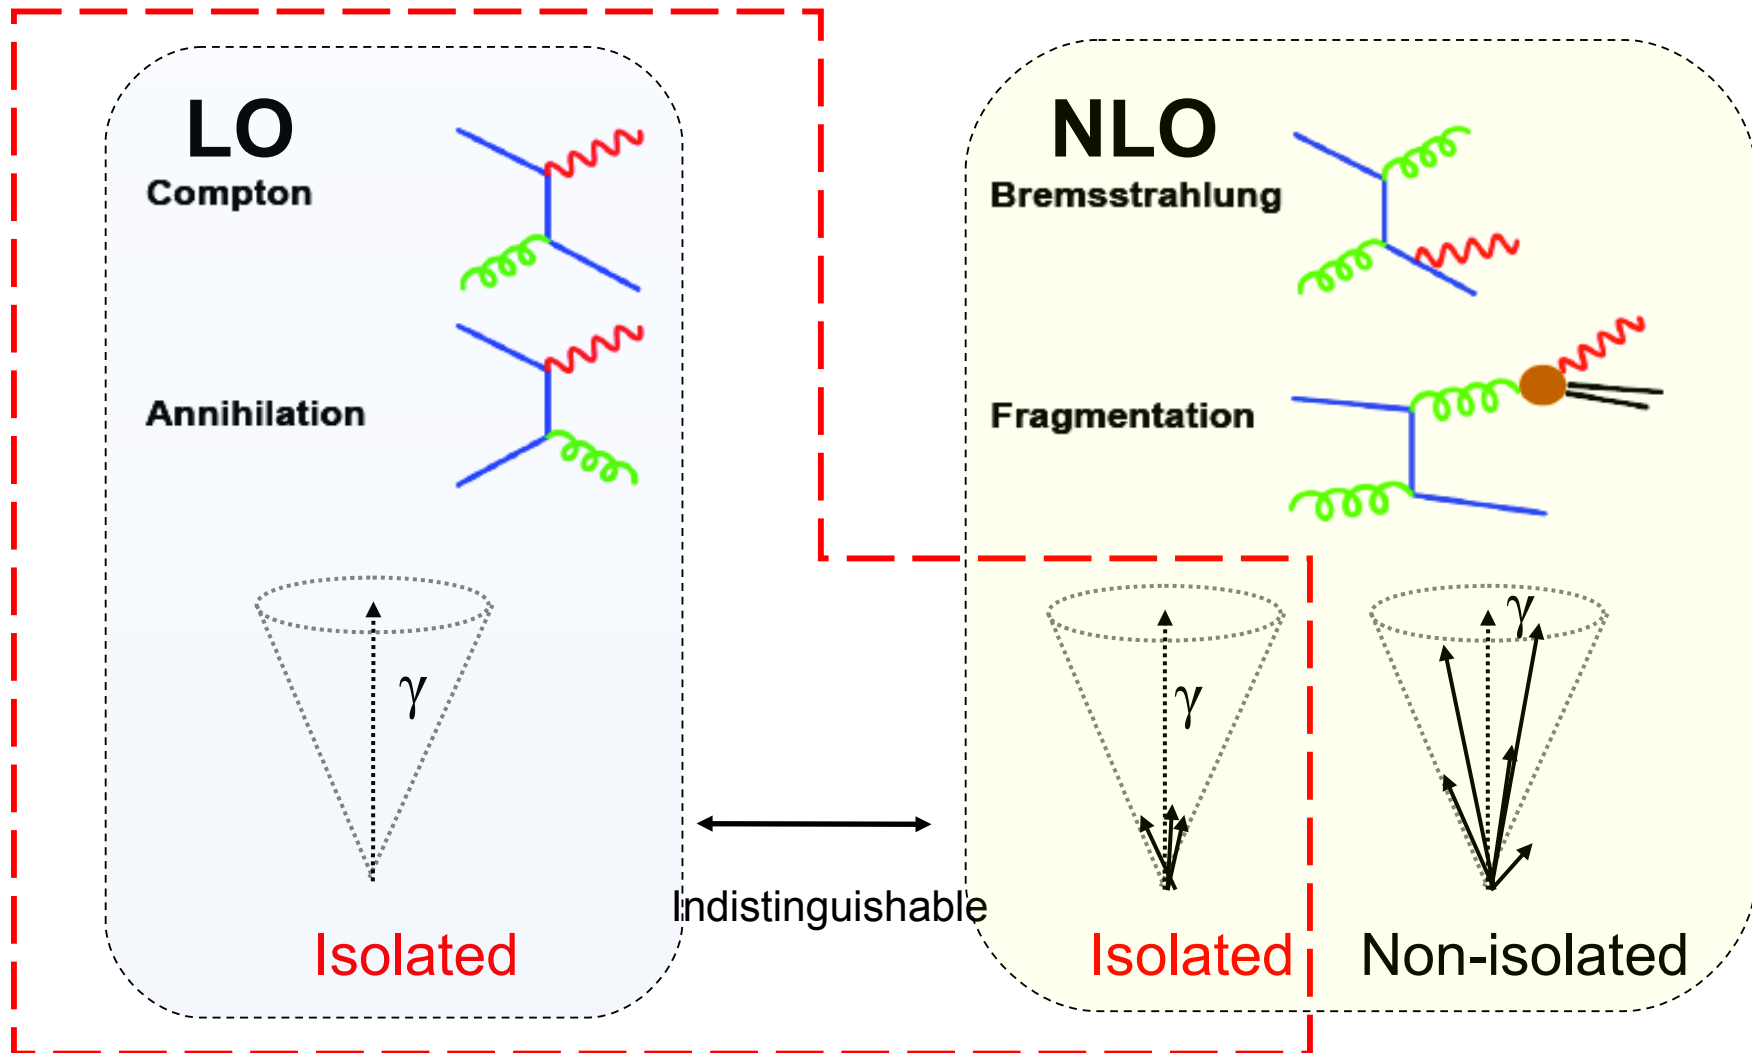 LO
Compton
Annihilation
γ
Isolated
Indistinguishable
NLO
Bremsstrahlung
Fragmentation
γ
γ
Isolated
Non-isolated